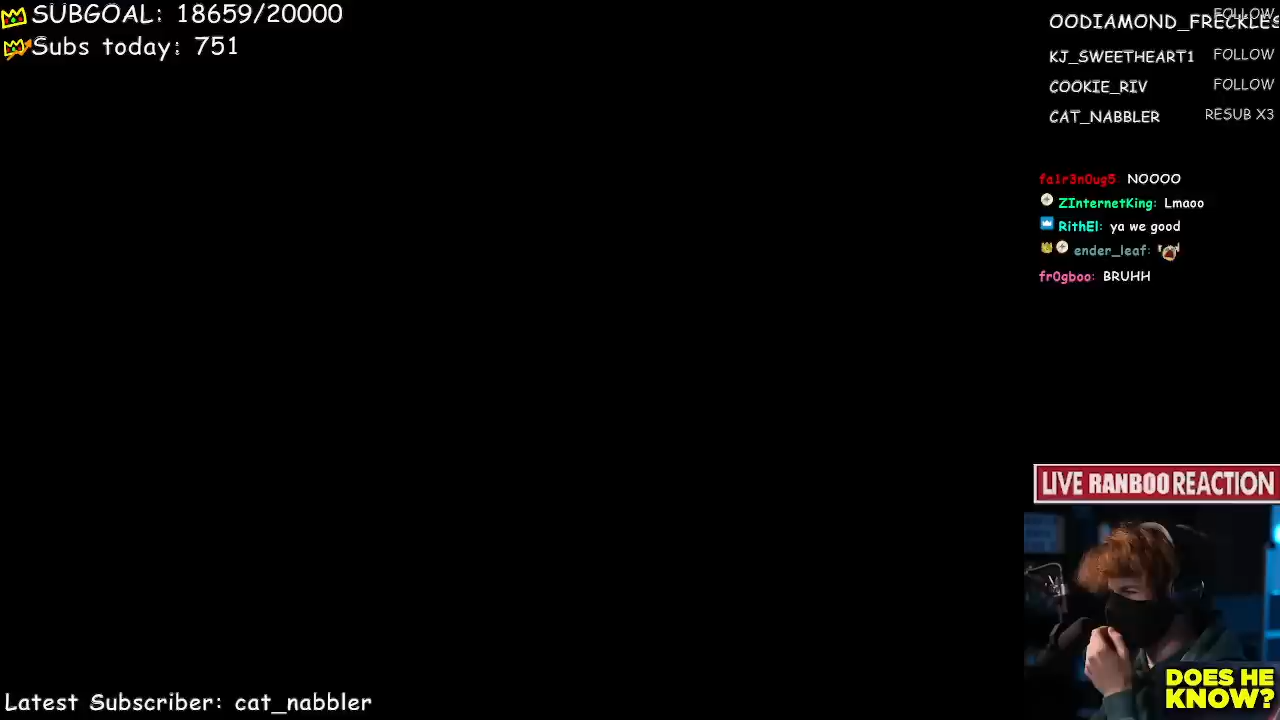 SUBGOAL: 18659/20000
Subs today: 751
FOLLOW
OODIAMOND_FRECKLES
KJ_SWEETHEART1 FOLLOW
COOKIE_RIV FOLLOW
CAT_NABBLER RESUB X3
fa1r3n0ug5 NOOOO
ZInternetKing: Lmaoo
RithEl: ya we good
ender_leaf:
fr0gboo: BRUHH
LIVE RANBOO REACTION
DOES HE
KNOW?
Latest Subscriber: cat_nabbler